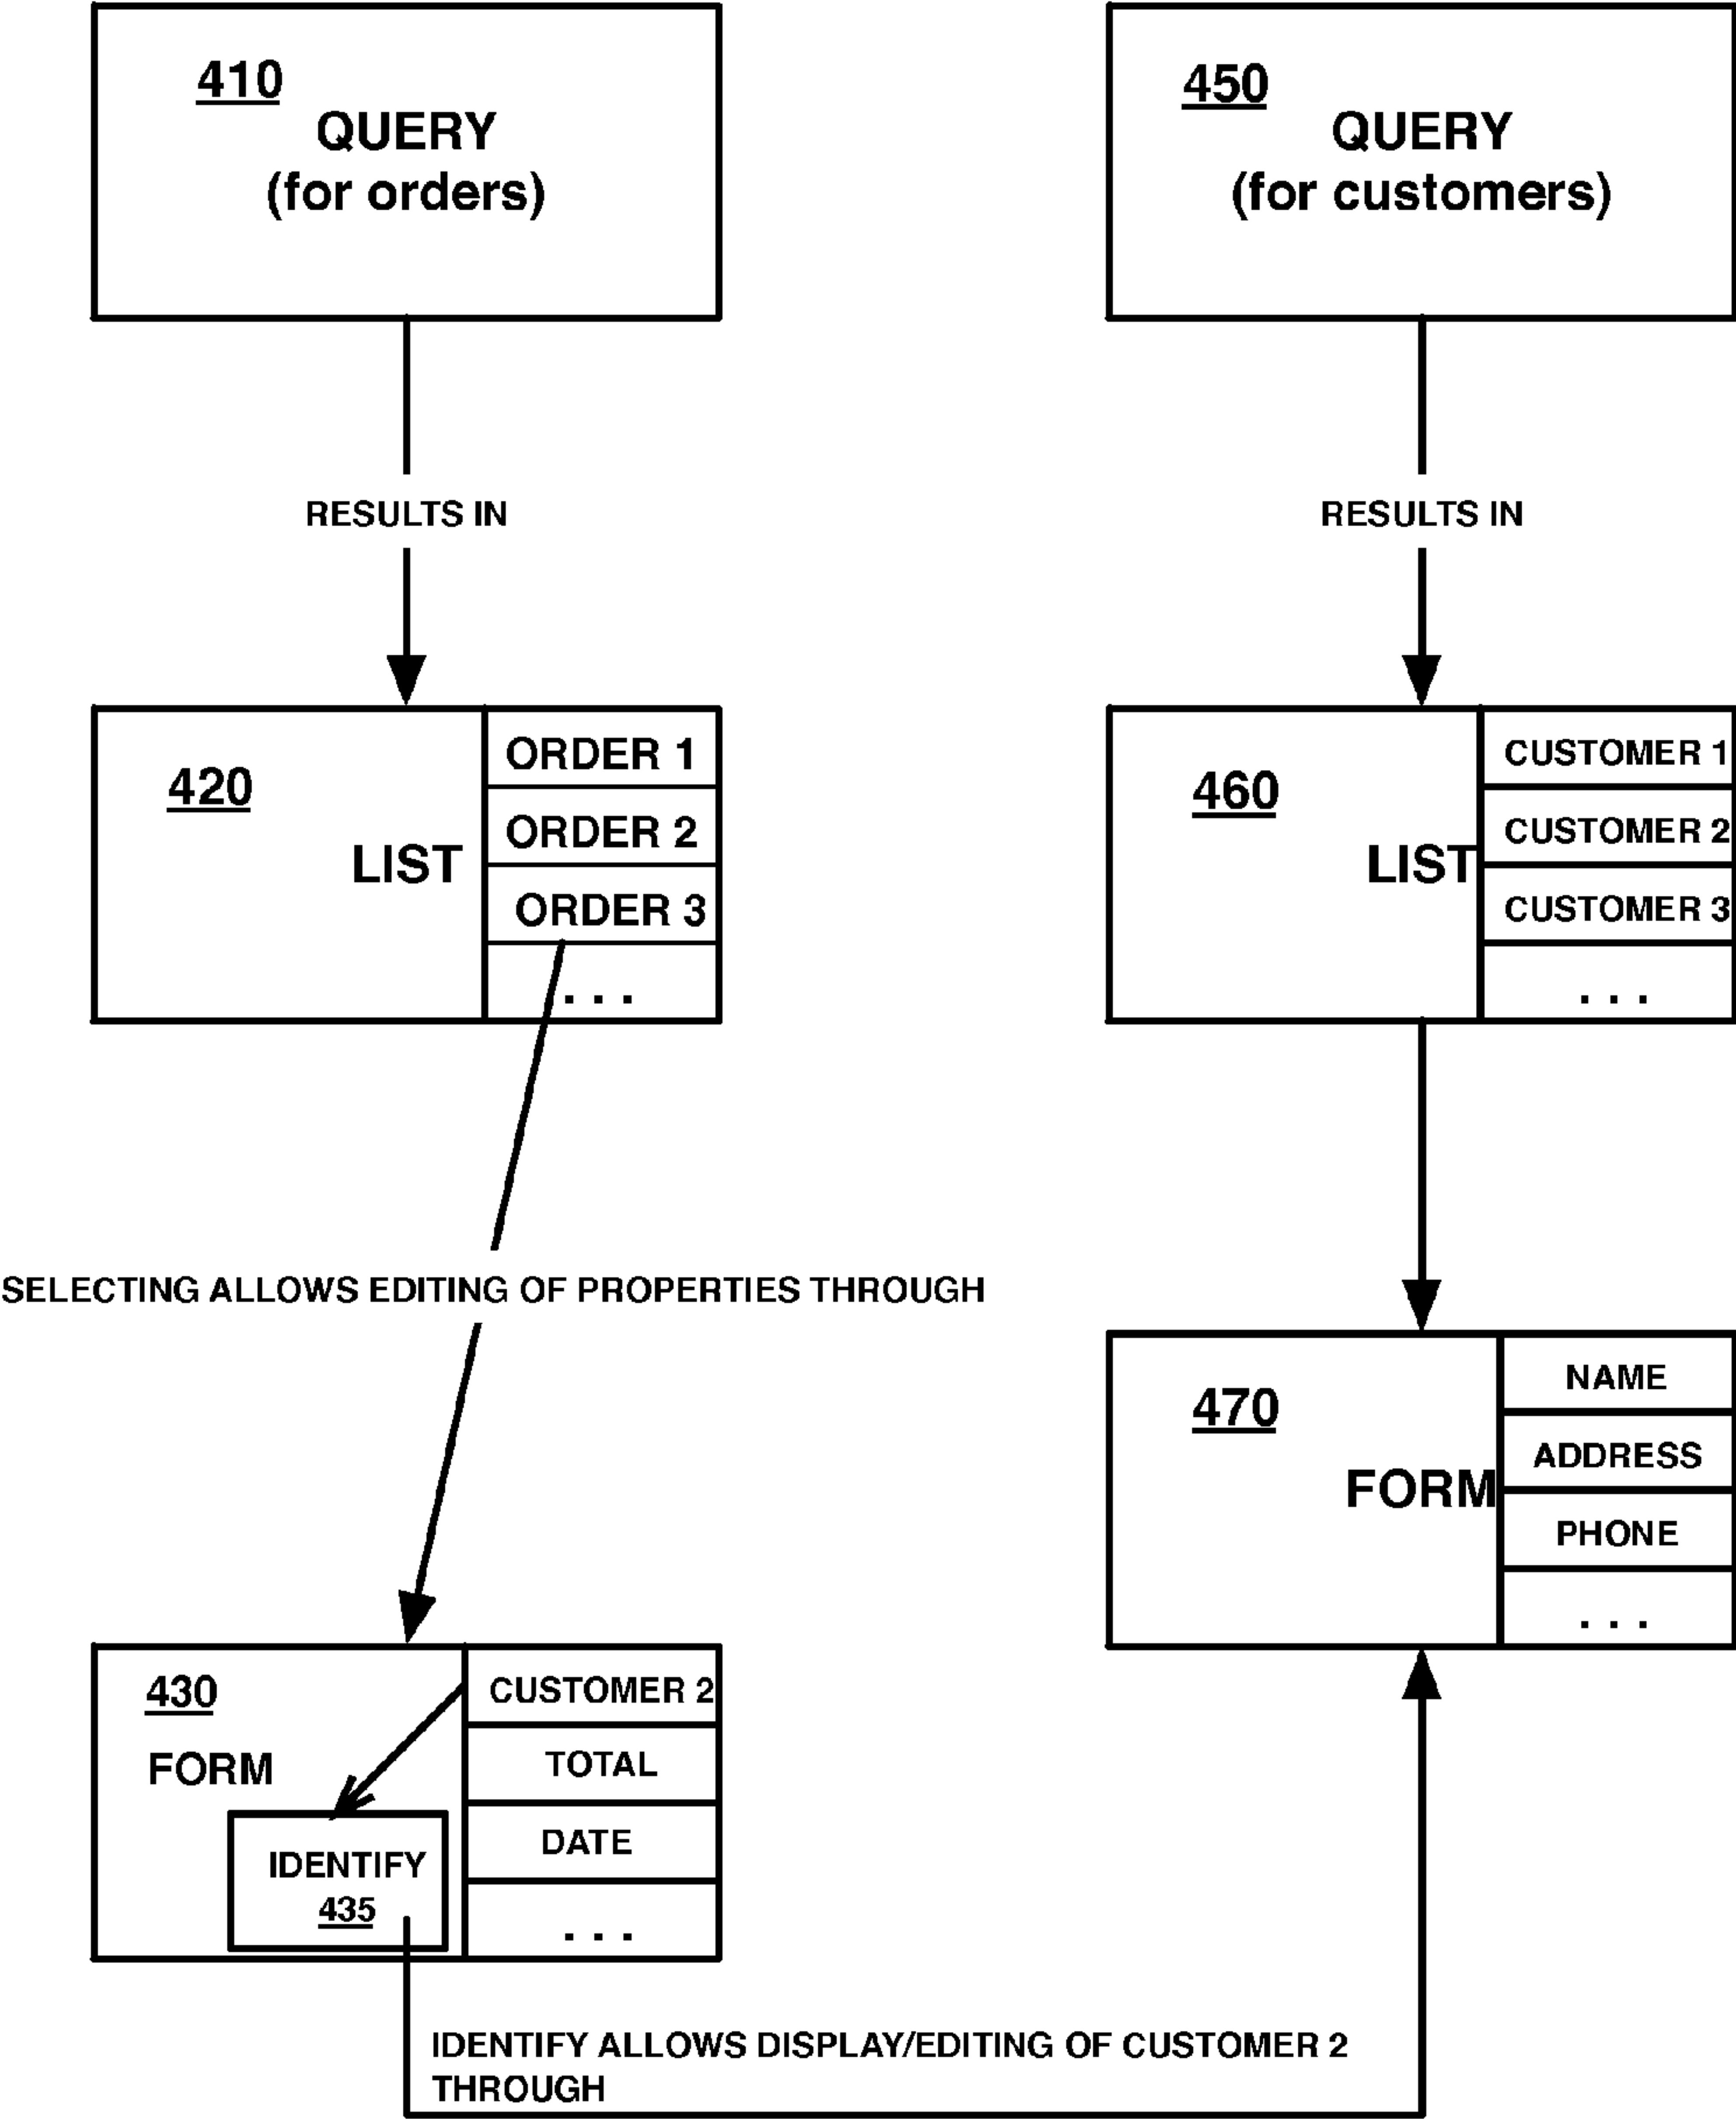 410
QUERY
(for orders)
RESULTS IN
420
LIST
ORDER 1
ORDER 2
ORDER 3
. . .
SELECTING ALLOWS EDITING OF PROPERTIES THROUGH
430
FORM
IDENTIFY
435
CUSTOMER 2
TOTAL
DATE
. . .
IDENTIFY ALLOWS DISPLAY/EDITING OF CUSTOMER 2
THROUGH
450
QUERY
(for customers)
RESULTS IN
460
LIST
CUSTOMER 1
CUSTOMER 2
CUSTOMER 3
. . .
470
FORM
NAME
ADDRESS
PHONE
. . .